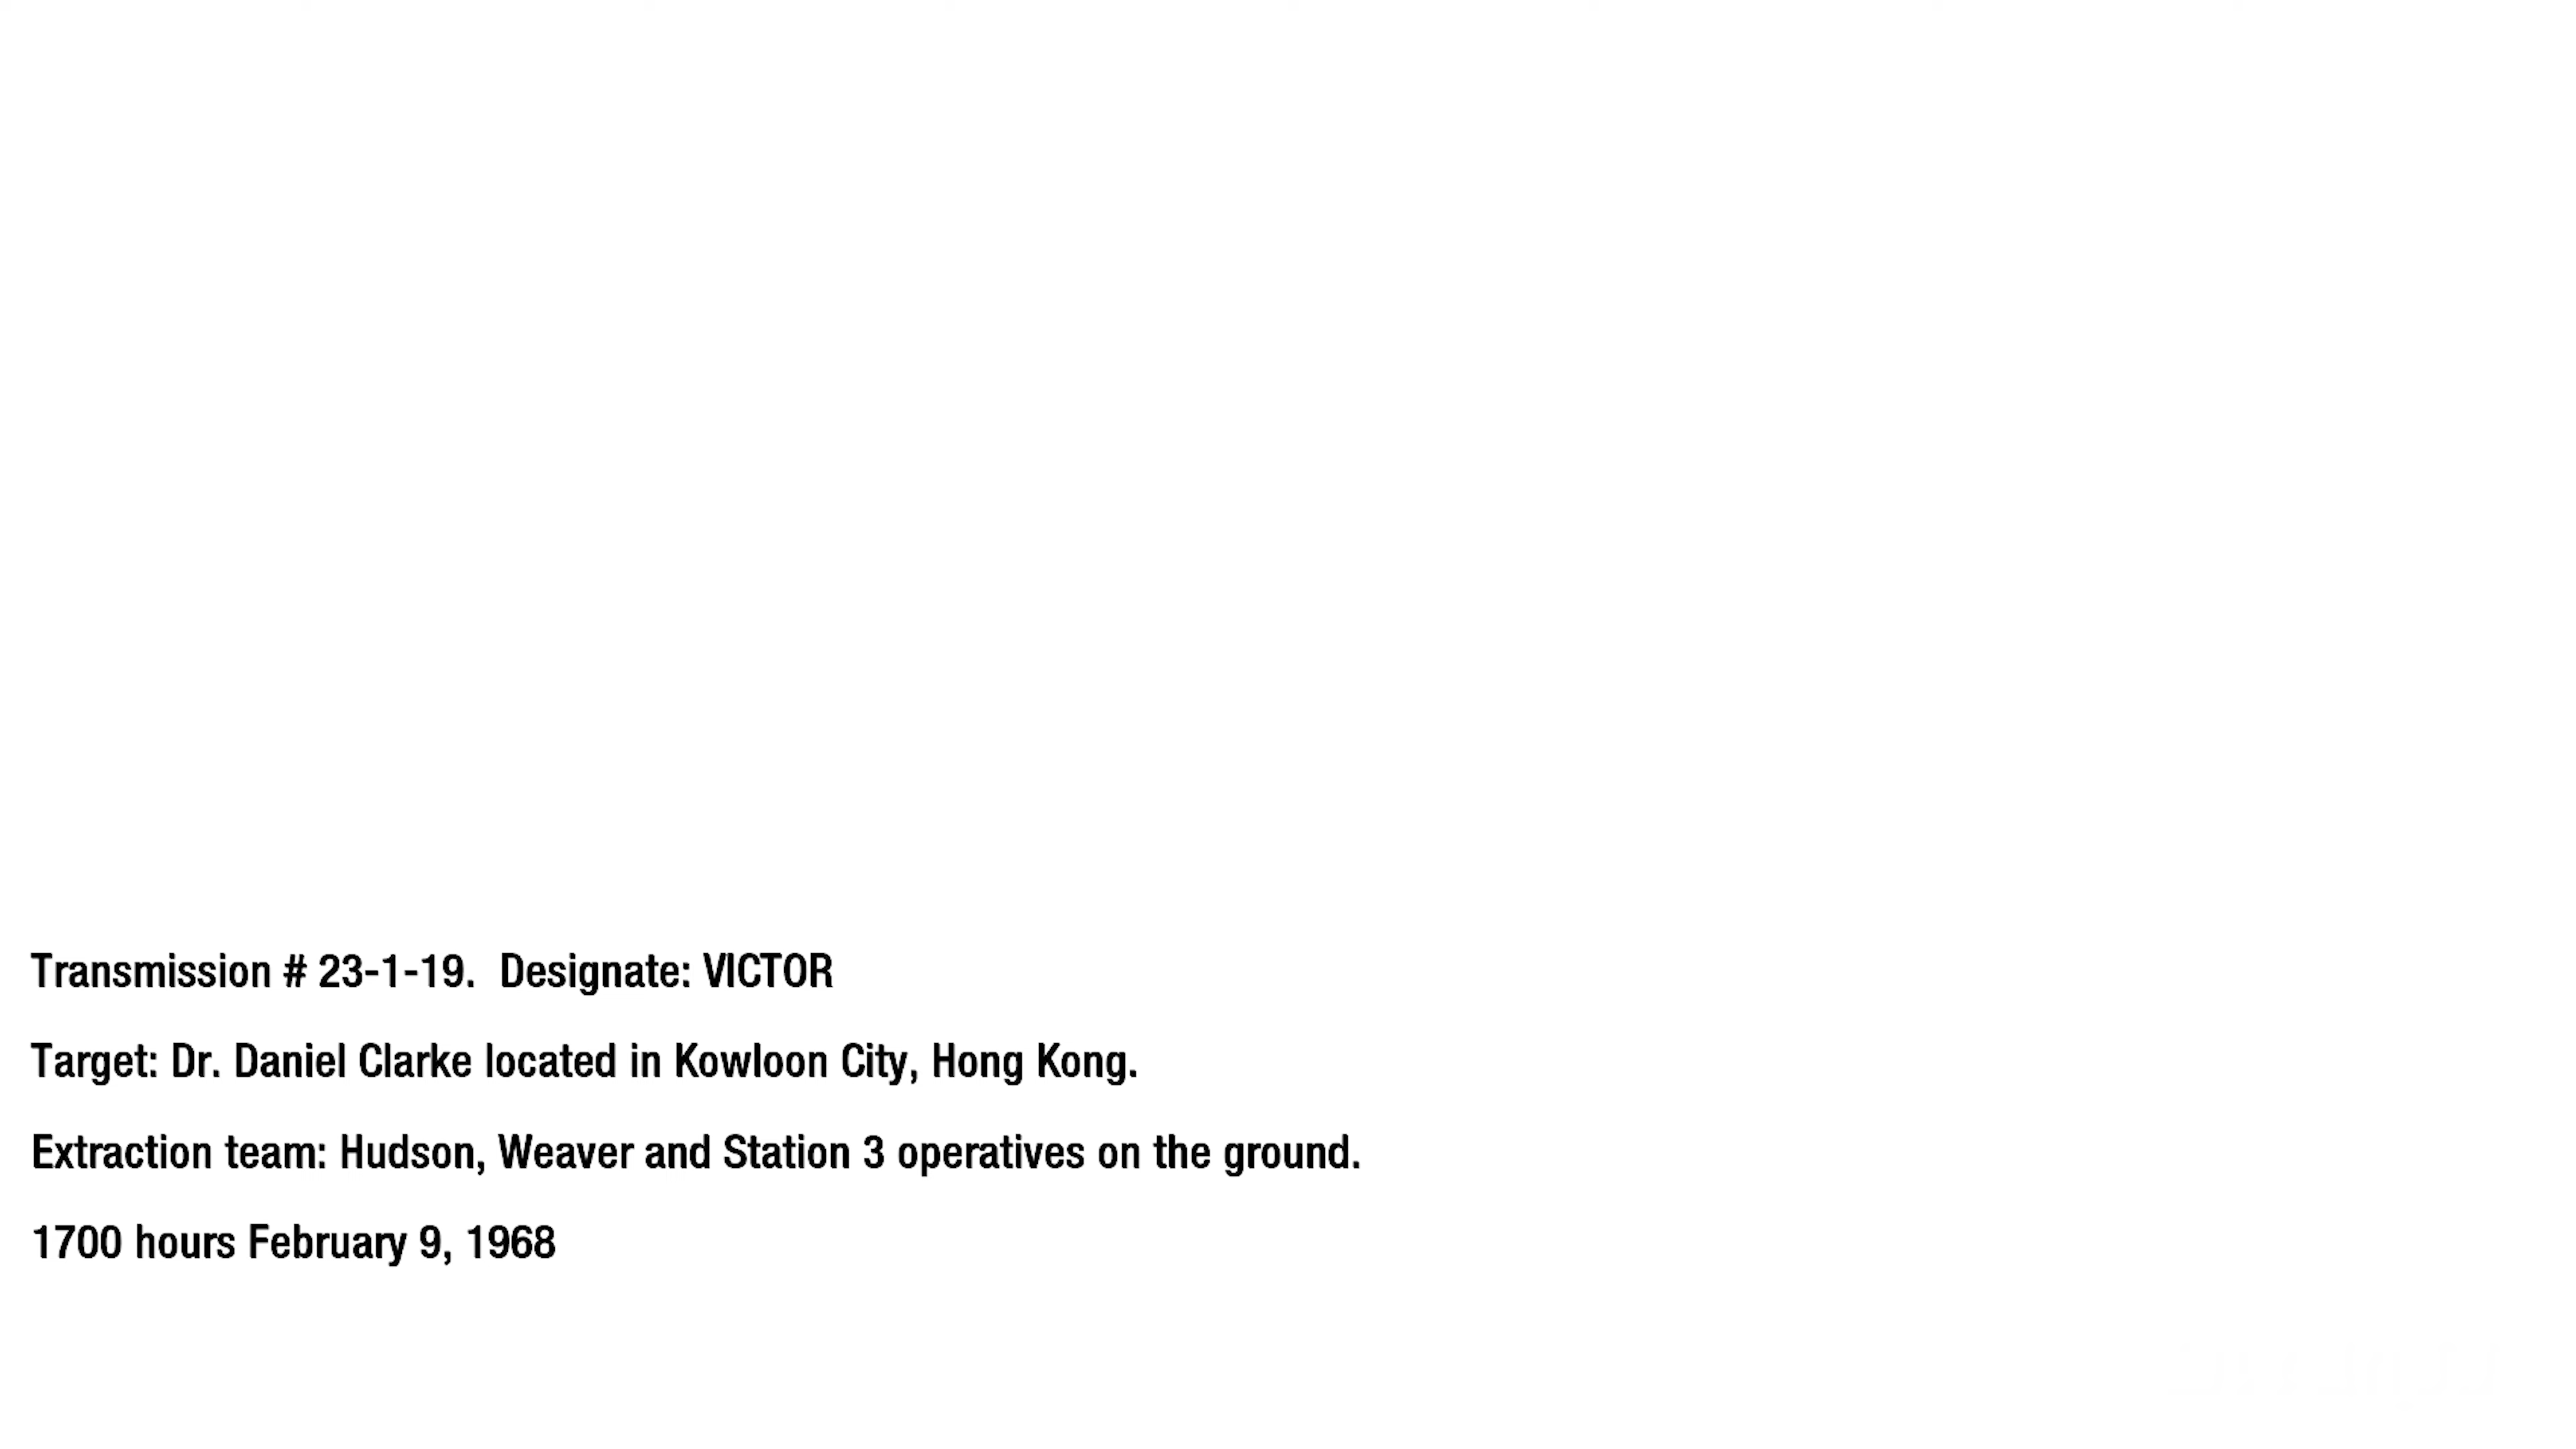 Transmission # 23-1-19.  Designate: VICTOR
Target: Dr. Daniel Clarke located in Kowloon City, Hong Kong.
Extraction team: Hudson, Weaver and Station 3 operatives on the ground.
1700 hours February 9, 1968